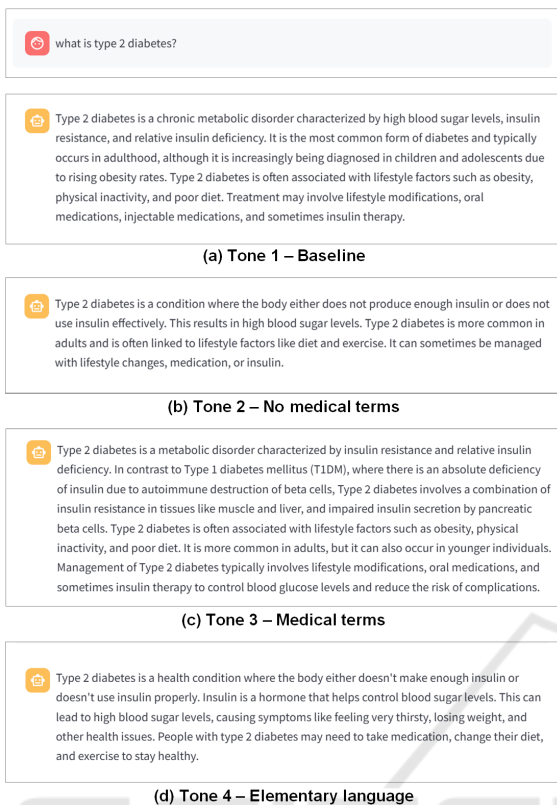 what is type 2 diabetes?
Type 2 diabetes is a chronic metabolic disorder characterized by high blood sugar levels, insulin
resistance, and relative insulin deficiency. It is the most common form of diabetes and typically
occurs in adulthood, although it is increasingly being diagnosed in children and adolescents due
to rising obesity rates. Type 2 diabetes is often associated with lifestyle factors such as obesity,
physical inactivity, and poor diet. Treatment may involve lifestyle modifications, oral
medications, injectable medications, and sometimes insulin therapy.
(a) Tone 1 – Baseline
Type 2 diabetes is a condition where the body either does not produce enough insulin or does not
use insulin effectively. This results in high blood sugar levels. Type 2 diabetes is more common in
adults and is often linked to lifestyle factors like diet and exercise. It can sometimes be managed
with lifestyle changes, medication, or insulin.
(b) Tone 2 – No medical terms
Type 2 diabetes is a metabolic disorder characterized by insulin resistance and relative insulin
deficiency. In contrast to Type 1 diabetes mellitus (T1DM), where there is an absolute deficiency
of insulin due to autoimmune destruction of beta cells, Type 2 diabetes involves a combination of
insulin resistance in tissues like muscle and liver, and impaired insulin secretion by pancreatic
beta cells. Type 2 diabetes is often associated with lifestyle factors such as obesity, physical
inactivity, and poor diet. It is more common in adults, but it can also occur in younger individuals.
Management of Type 2 diabetes typically involves lifestyle modifications, oral medications, and
sometimes insulin therapy to control blood glucose levels and reduce the risk of complications.
(c) Tone 3 – Medical terms
Type 2 diabetes is a health condition where the body either doesn't make enough insulin or
doesn't use insulin properly. Insulin is a hormone that helps control blood sugar levels. This can
lead to high blood sugar levels, causing symptoms like feeling very thirsty, losing weight, and
other health issues. People with type 2 diabetes may need to take medication, change their diet,
and exercise to stay healthy.
(d) Tone 4 – Elementary language